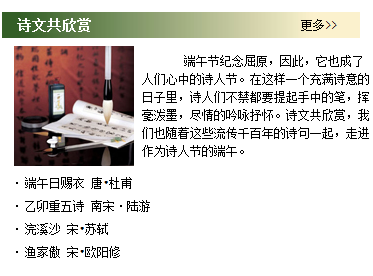 诗文共欣赏
更多>>
端午节纪念屈原，因此，它也成了
人们心中的诗人节。在这样一个充满诗意的
日子里，诗人们不禁都要提起手中的笔，挥
毫泼墨，尽情的吟咏抒怀。诗文共欣赏，我
们也随着这些流传千百年的诗句一起，走进
作为诗人节的端午。
· 端午日赐衣 唐·杜甫
· 乙卯重五诗 南宋·陆游
· 浣溪沙 宋·苏轼
· 渔家傲 宋·欧阳修